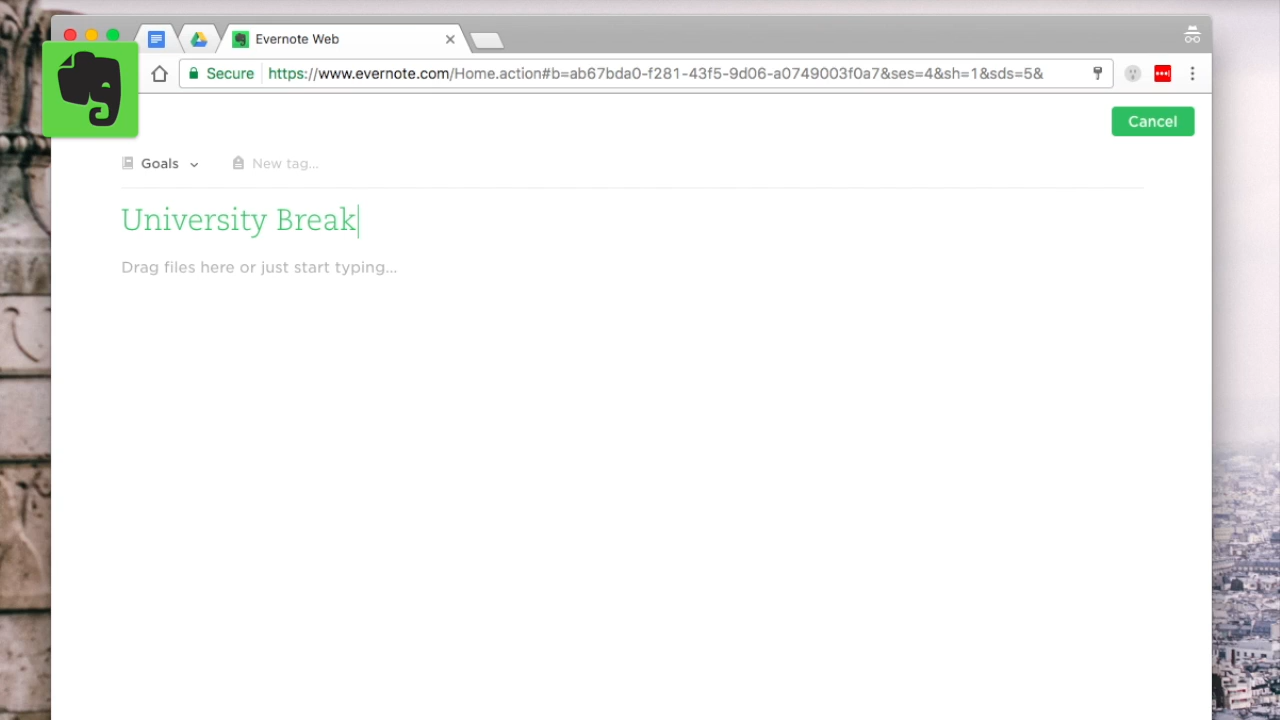 Evernote Web
Secure https://www.evernote.com/Home.action#b=ab67bda0-f281-43f5-9d06-a0749003f0a7&ses=4&sh=1&sds=5&
Cancel
Goals New tag...
University Break
Drag files here or just start typing...